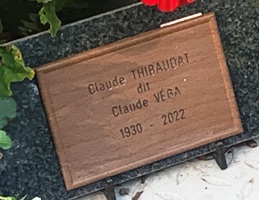 Claude THIBAUDAT
dit
Claude VÉGA
1930 - 2022